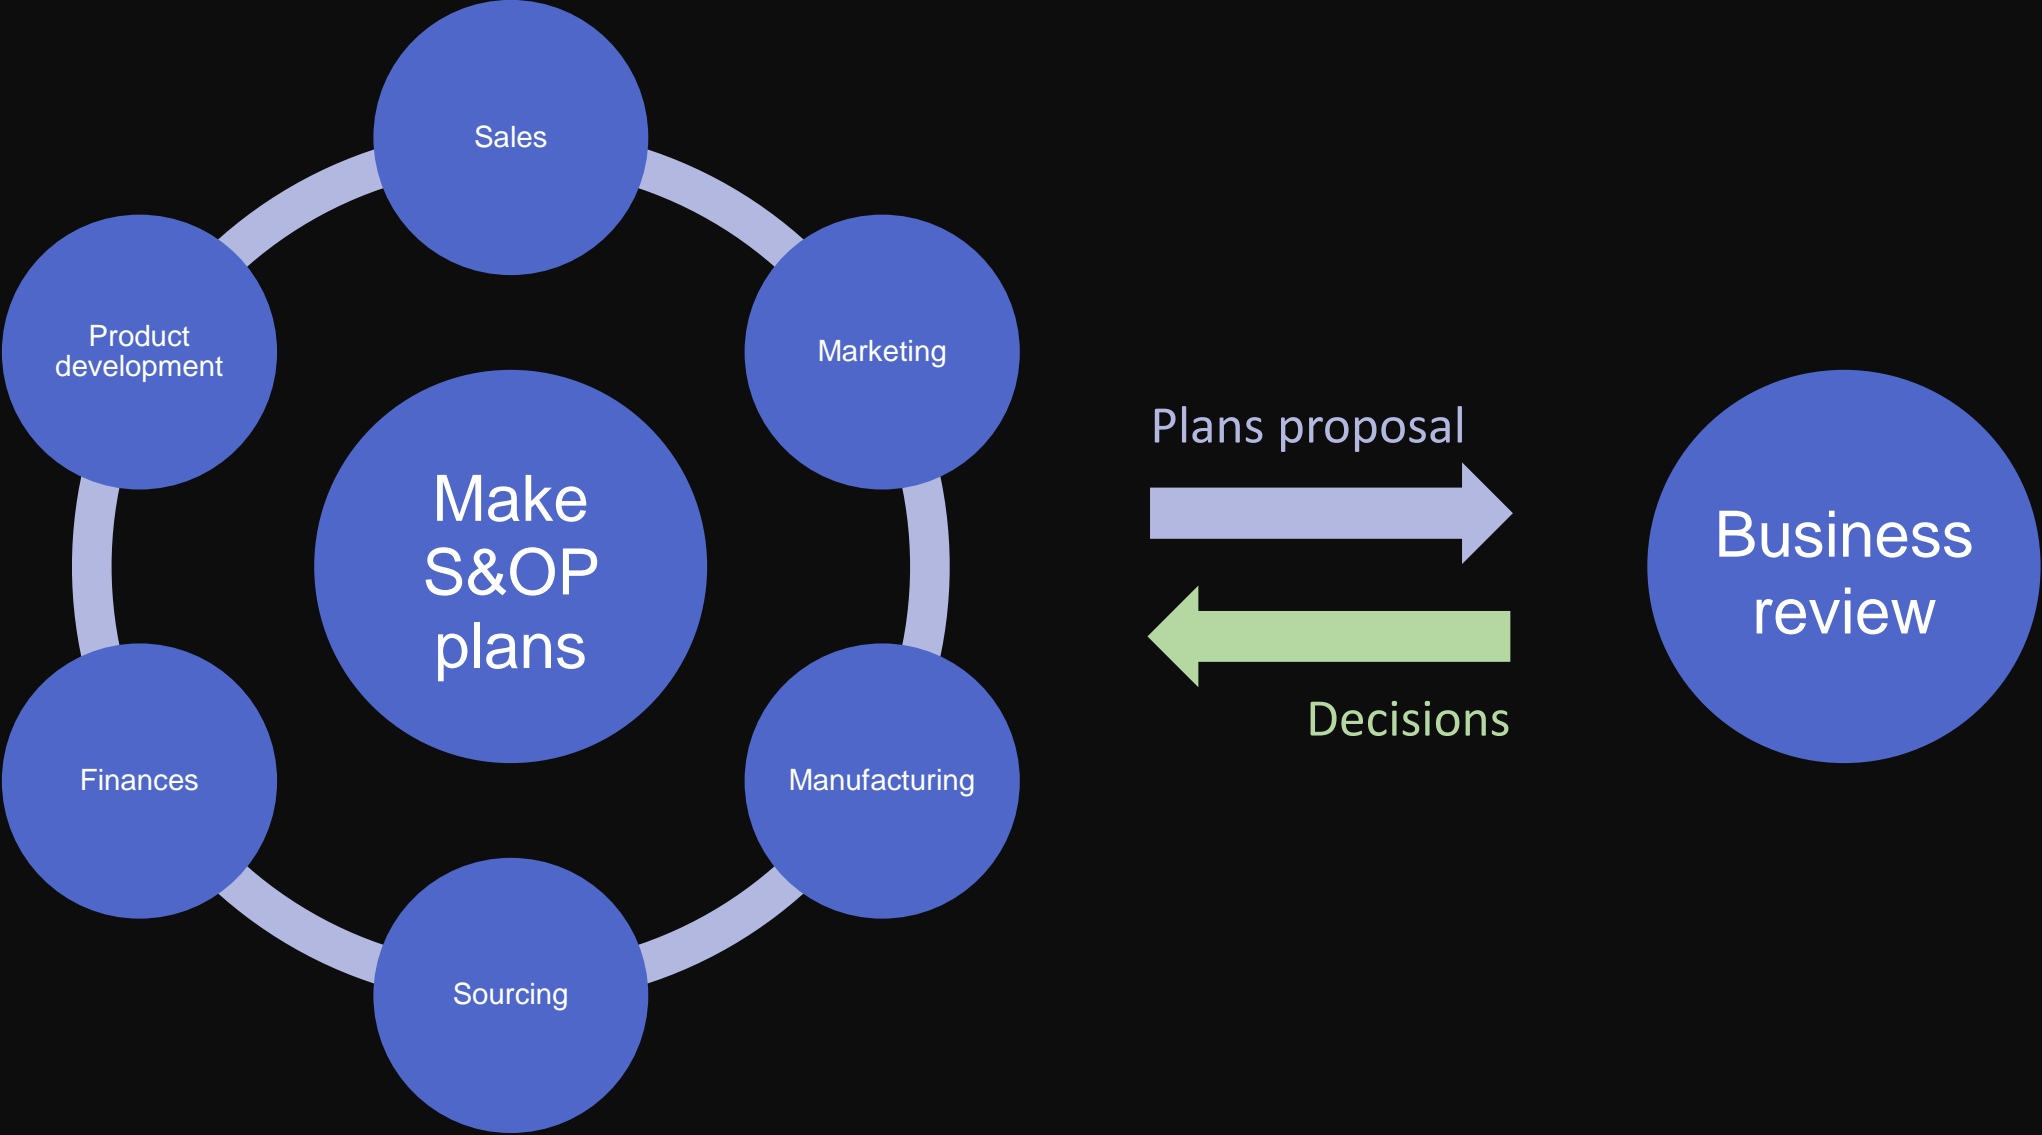 Sales
Product
development
Marketing
Make
S&OP
plans
Finances
Manufacturing
Sourcing
Plans proposal
Decisions
Business
review